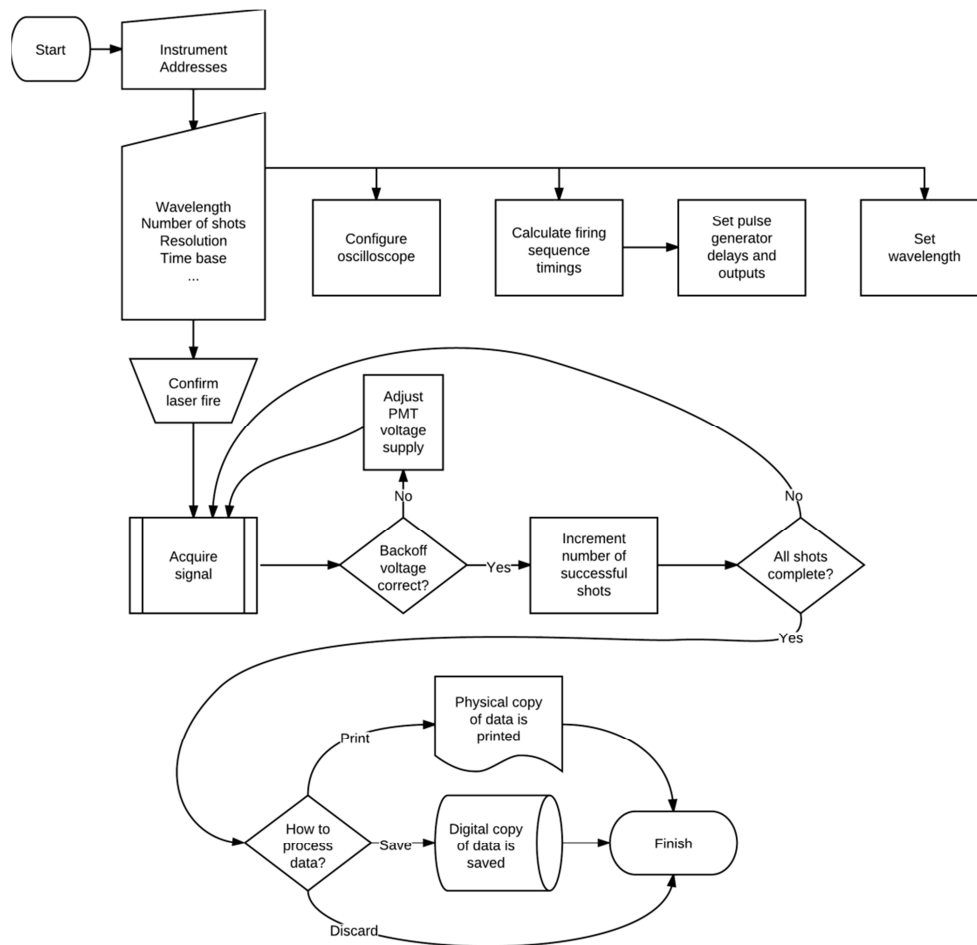 Start
Instrument
Addresses
Wavelength
Number of shots
Resolution
Time base
...
Configure
oscilloscope
Calculate firing
sequence
timings
Set pulse
generator
delays and
outputs
Set
wavelength
Confirm
laser fire
Adjust
PMT
voltage
supply
No
No
Acquire
signal
Backoff
voltage
correct?
Yes
Increment
number of
successful
shots
All shots
complete?
Yes
Physical copy
of data is
printed
Print
How to
process
data?
Save
Digital copy
of data is
saved
Finish
Discard